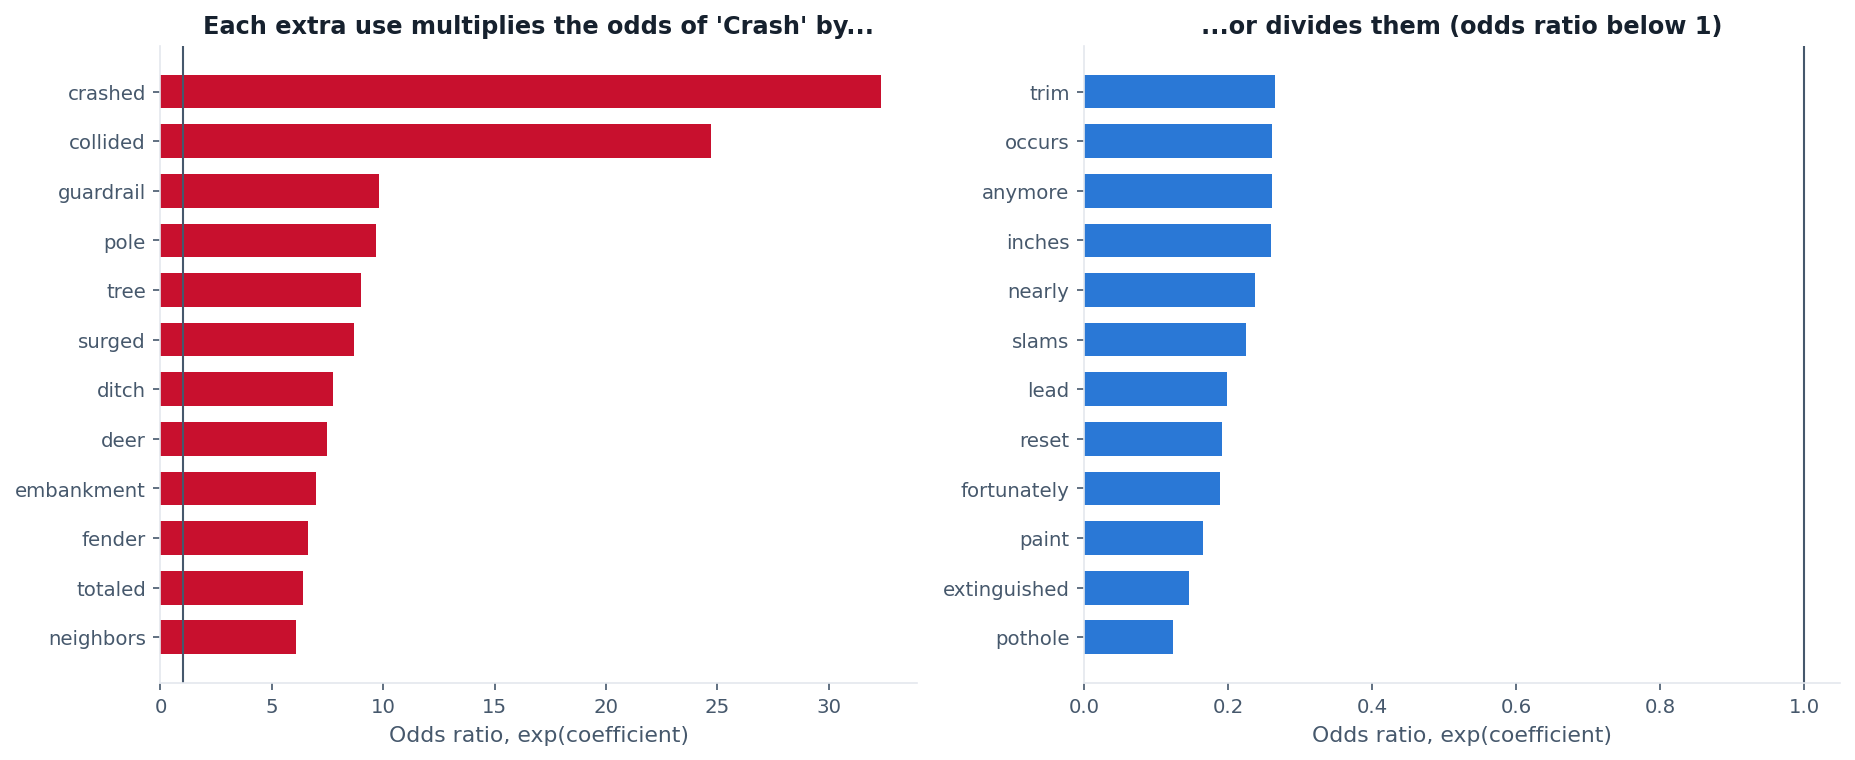 Each extra use multiplies the odds of 'Crash' by...
crashed
collided
guardrail
pole
tree
surged
ditch
deer
embankment
fender
totaled
neighbors
0 5 10 15 20 25 30
Odds ratio, exp(coefficient)
...or divides them (odds ratio below 1)
trim
occurs
anymore
inches
nearly
slams
lead
reset
fortunately
paint
extinguished
pothole
0.0 0.2 0.4 0.6 0.8 1.0
Odds ratio, exp(coefficient)